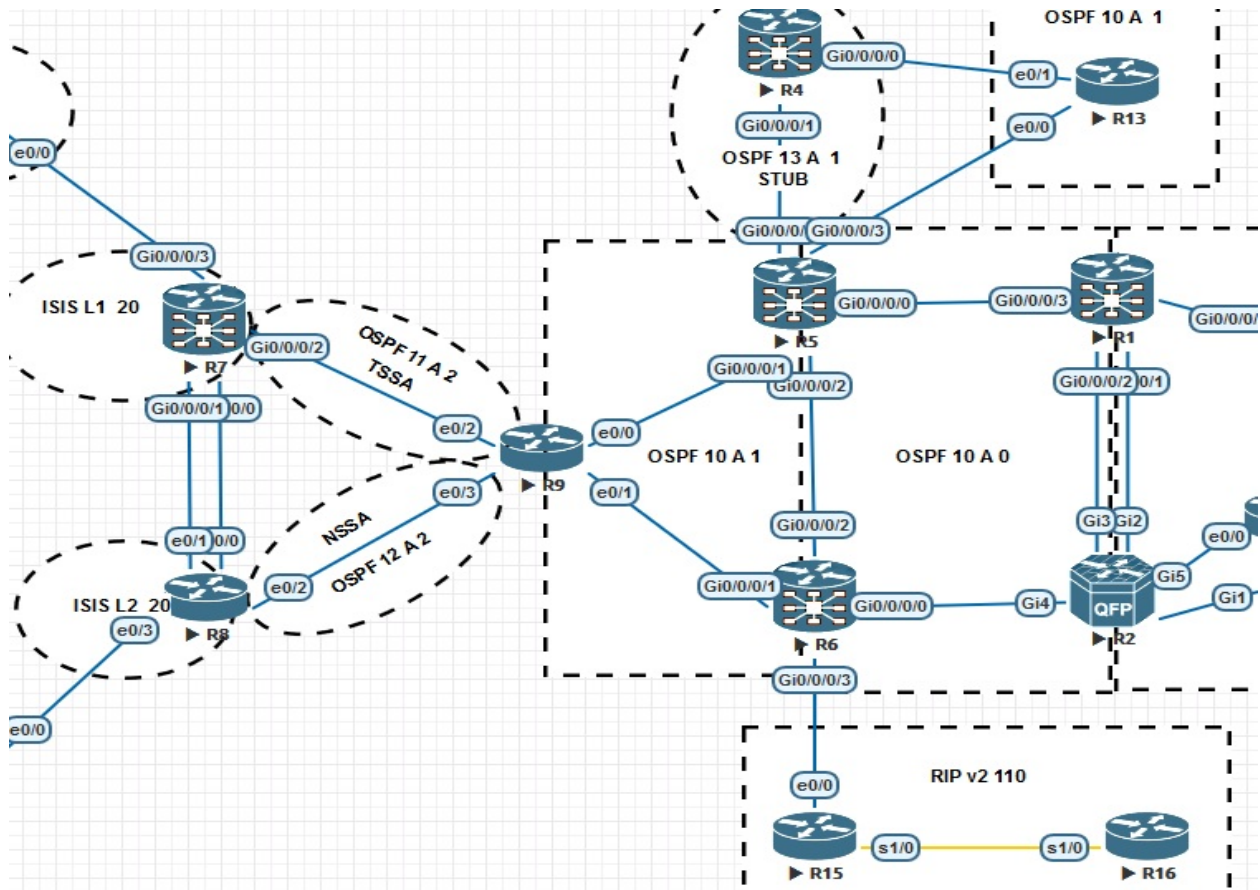 OSPF 10 A 1
R4
Gi0/0/0/0
e0/1
R13
e0/0
Gi0/0/0/1
OSPF 13 A 1
STUB
e0/0
Gi0/0/0/3
Gi0/0/0/3
ISIS L1 20
R7
Gi0/0/0/2
OSPF 11 A 2
TSSA
R5
Gi0/0/0/0
Gi0/0/0/3
R1
Gi0/0/0/1
Gi0/0/0/2
Gi0/0/0/2
0/1
Gi0/0/0/1
0/0
e0/2
e0/0
R9
OSPF 10 A 1
OSPF 10 A 0
e0/3
e0/1
NSSA
OSPF 12 A 2
Gi0/0/0/2
Gi3
Gi2
e0/0
e0/1
0/0
e0/2
ISIS L2 20
e0/3
R8
Gi0/0/0/1
Gi0/0/0/0
R6
Gi4
QFP
R2
Gi5
Gi1
Gi0/0/0/3
e0/0
RIP v2 110
e0/0
R15
s1/0
s1/0
R16